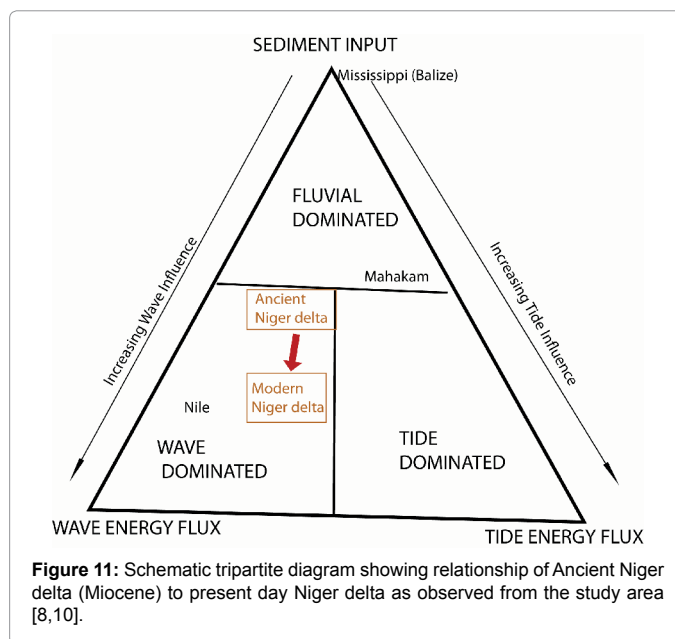 SEDIMENT INPUT
Mississippi (Balize)
FLUVIAL
DOMINATED
Increasing Wave Influence
Increasing Tide Influence
Mahakam
Ancient
Niger delta
Modern
Niger delta
Nile
WAVE
DOMINATED
TIDE
DOMINATED
WAVE ENERGY FLUX
TIDE ENERGY FLUX
Figure 11: Schematic tripartite diagram showing relationship of Ancient Niger
delta (Miocene) to present day Niger delta as observed from the study area
[8,10].